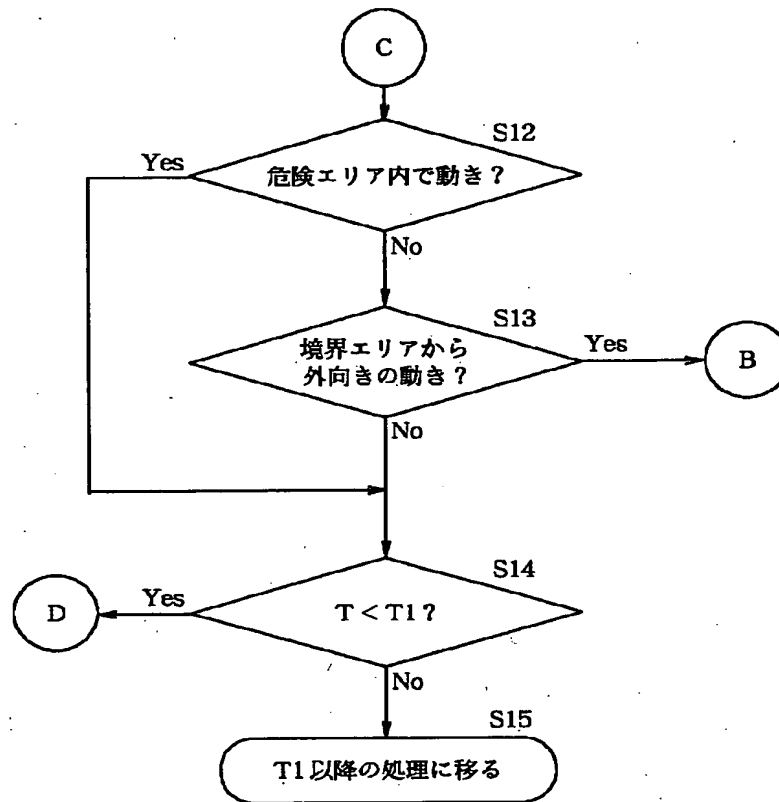 C
S12
Yes
危険エリア内で動き?
No
S13
境界エリアから
外向きの動き?
Yes
B
No
S14
D
Yes
T<T1?
No
S15
T1以降の処理に移る